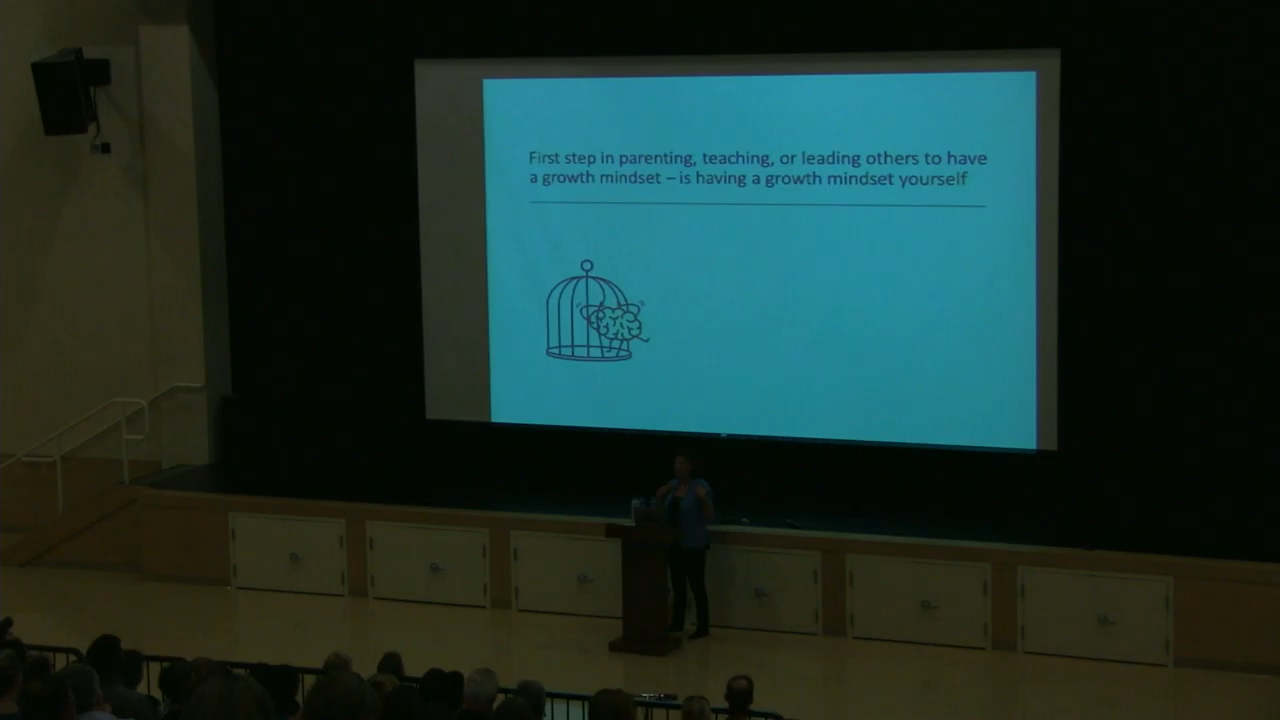 First step in parenting, teaching, or leading others to have
a growth mindset – is having a growth mindset yourself